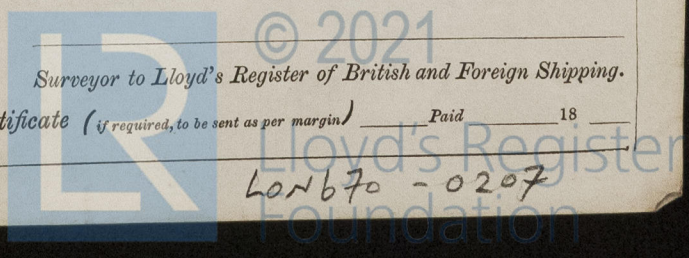 © 2021
Surveyor to Lloyd's Register of British and Foreign Shipping.
tificate (if required, to be sent as per margin) Paid 18
Lloyd's Register
LON670 - 0207
Foundation
LR